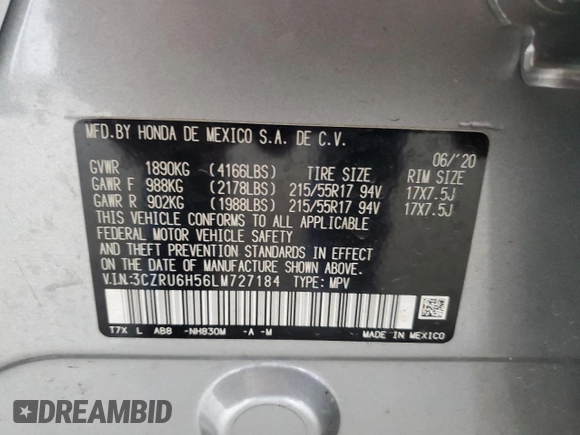 MFD.BY HONDA DE MEXICO S.A. DE C.V.
06/'20
GVWR 1890KG (4166LBS) TIRE SIZE RIM SIZE
GAWR F 988KG (2178LBS) 215/55R17 94V 17X7.5J
GAWR R 902KG (1988LBS) 215/55R17 94V 17X7.5J
THIS VEHICLE CONFORMS TO ALL APPLICABLE
FEDERAL MOTOR VEHICLE SAFETY
AND THEFT PREVENTION STANDARDS IN EFFECT
ON THE DATE OF MANUFACTURE SHOWN ABOVE.
V.I.N:3CZRU6H56LM727184 TYPE: MPV
T7X L AB8 -NH830M -A -M MADE IN MEXICO
DREAMBID